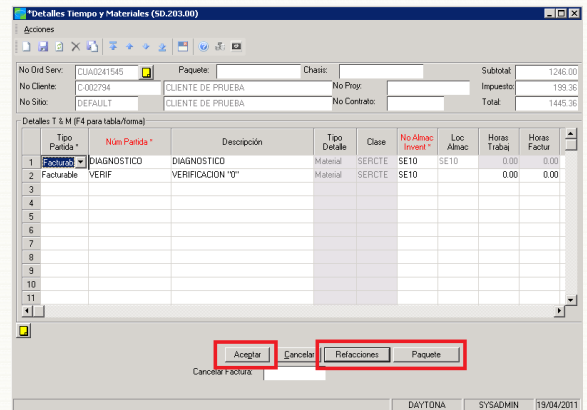 *Detalles Tiempo y Materiales (SD.203.00)
Acciones
No Ord Serv: CUA0241545 Paquete: Chasis: Subtotal: 1246.00
No Cliente: C-002794 CLIENTE DE PRUEBA No Proy: Impuesto: 199.36
No Sitio: DEFAULT CLIENTE DE PRUEBA No Contrato: Total: 1445.36
Detalles T & M (F4 para tabla/forma)
Tipo Partida * Núm Partida * Descripción Tipo Detalle Clase No Almac Invent * Loc Almac Horas Trabaj Horas Factur
1 Facturab DIAGNOSTICO DIAGNOSTICO Material SERCTE SE10 SE10 0.00 0.00
2 Facturable VERIF VERIFICACION "0" Material SERCTE SE10 0.00 0.00
3
4
5
6
7
8
9
10
11
Aceptar Cancelar Refacciones Paquete
Cancelar Factura:
DAYTONA SYSADMIN 19/04/2011